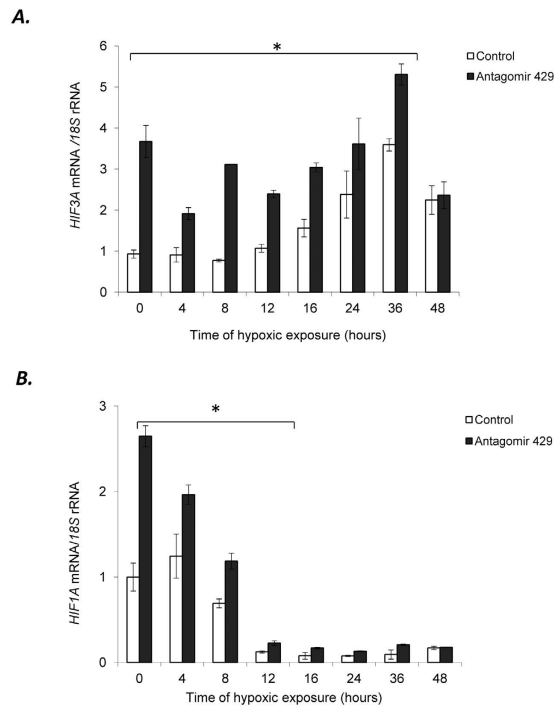 A.
*
6
5
4
3
2
1
0
HIF3A mRNA /18S rRNA
Control
Antagomir 429
0 4 8 12 16 24 36 48
Time of hypoxic exposure (hours)
B.
*
3
2
1
0
HIF1A mRNA/18S rRNA
Control
Antagomir 429
0 4 8 12 16 24 36 48
Time of hypoxic exposure (hours)